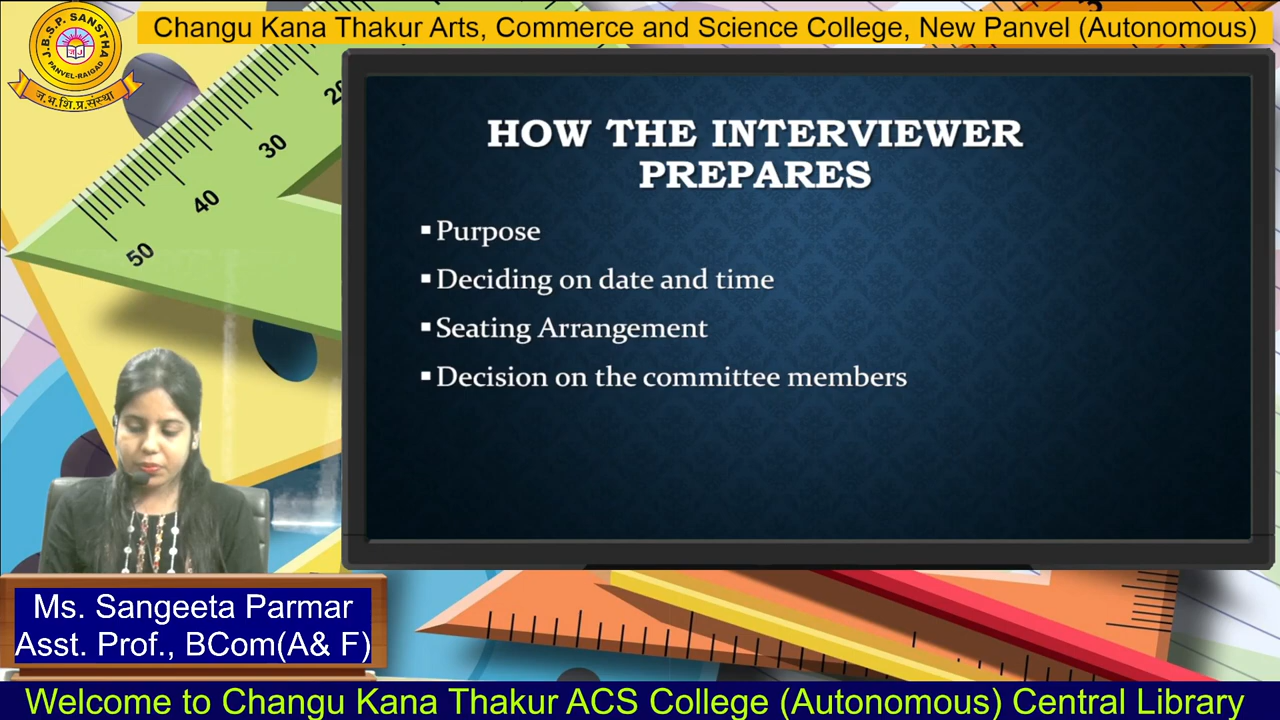 J.B.S.P. SANSTHA
PANVEL-RAIGAD
ज.भ.शि.प्र.संस्था
Changu Kana Thakur Arts, Commerce and Science College, New Panvel (Autonomous)
20
30
40
50
HOW THE INTERVIEWER
PREPARES
▪Purpose
▪Deciding on date and time
▪Seating Arrangement
▪Decision on the committee members
Ms. Sangeeta Parmar
Asst. Prof., BCom(A& F)
Welcome to Changu Kana Thakur ACS College (Autonomous) Central Library